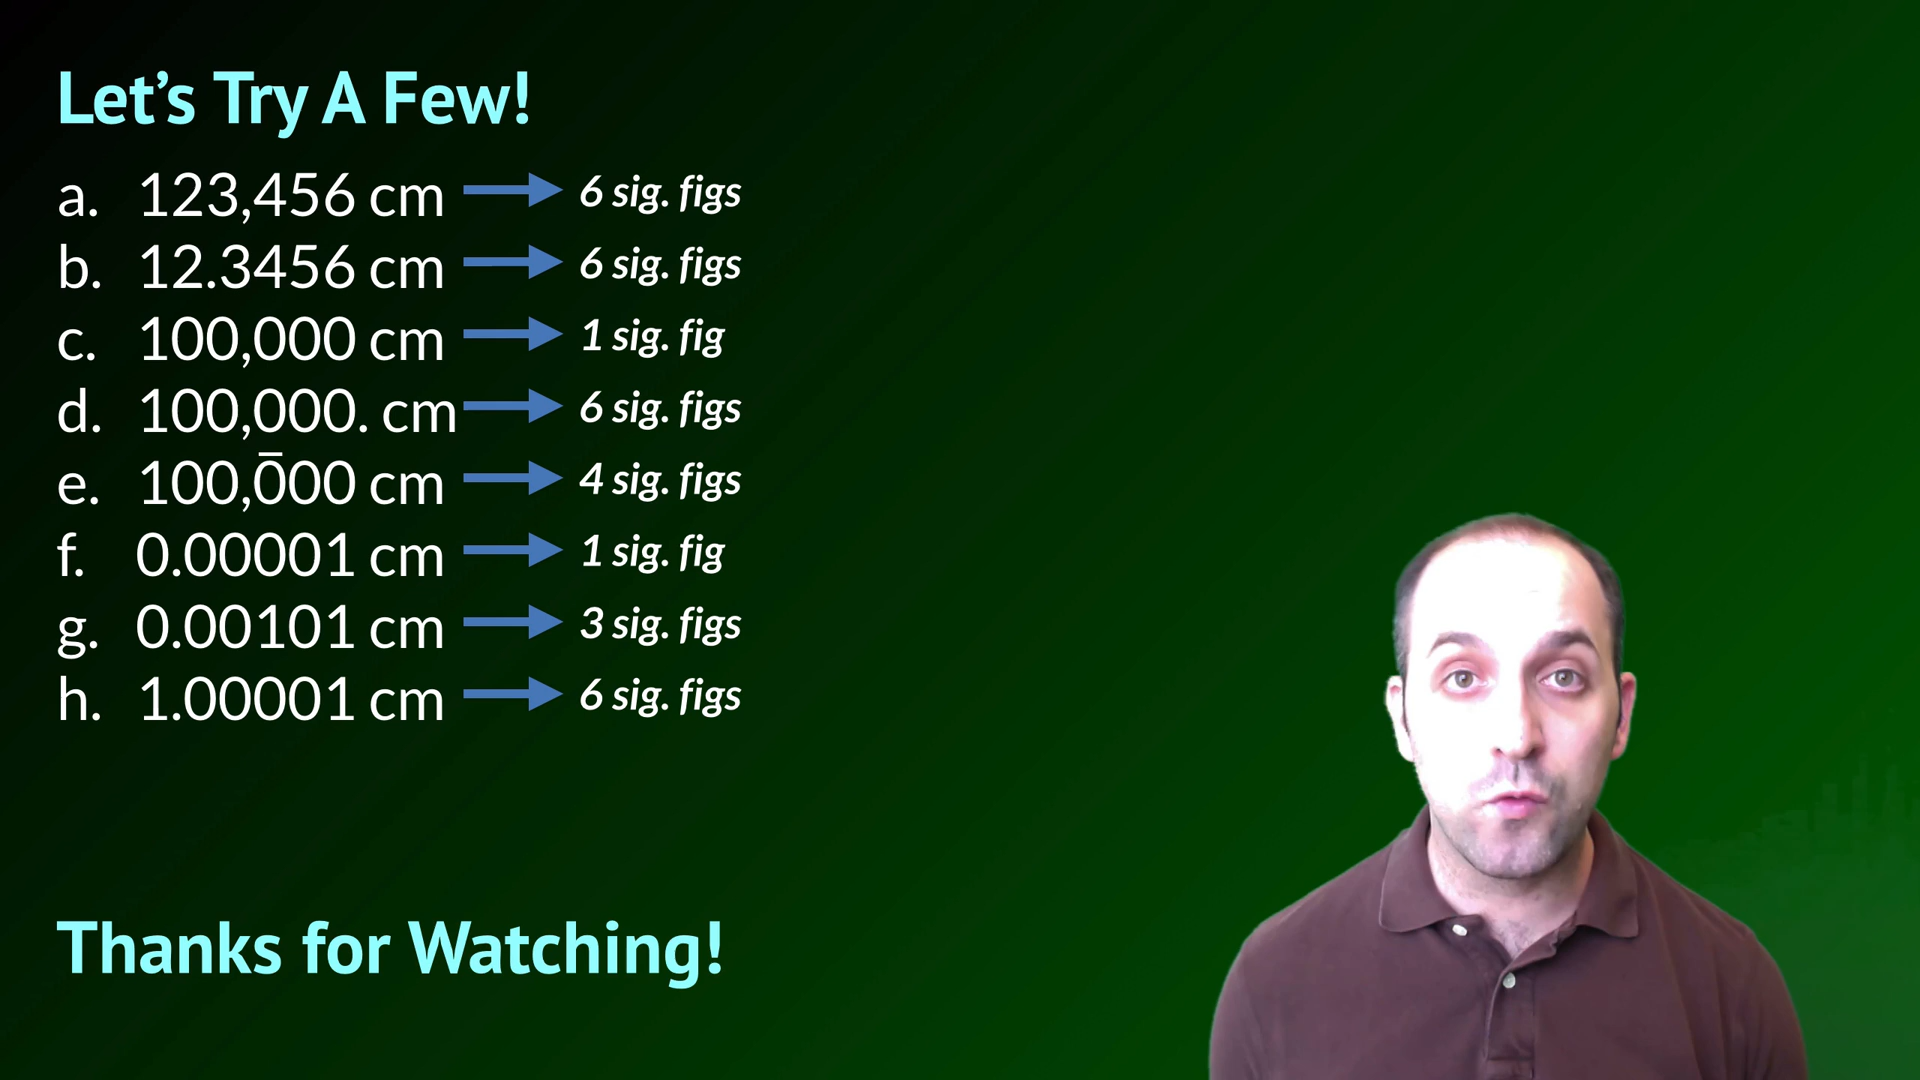 Let’s Try A Few!
a. 123,456 cm 6 sig. figs
b. 12.3456 cm 6 sig. figs
c. 100,000 cm 1 sig. fig
d. 100,000. cm 6 sig. figs
e. 100,0̅00 cm 4 sig. figs
f. 0.00001 cm 1 sig. fig
g. 0.00101 cm 3 sig. figs
h. 1.00001 cm 6 sig. figs
Thanks for Watching!